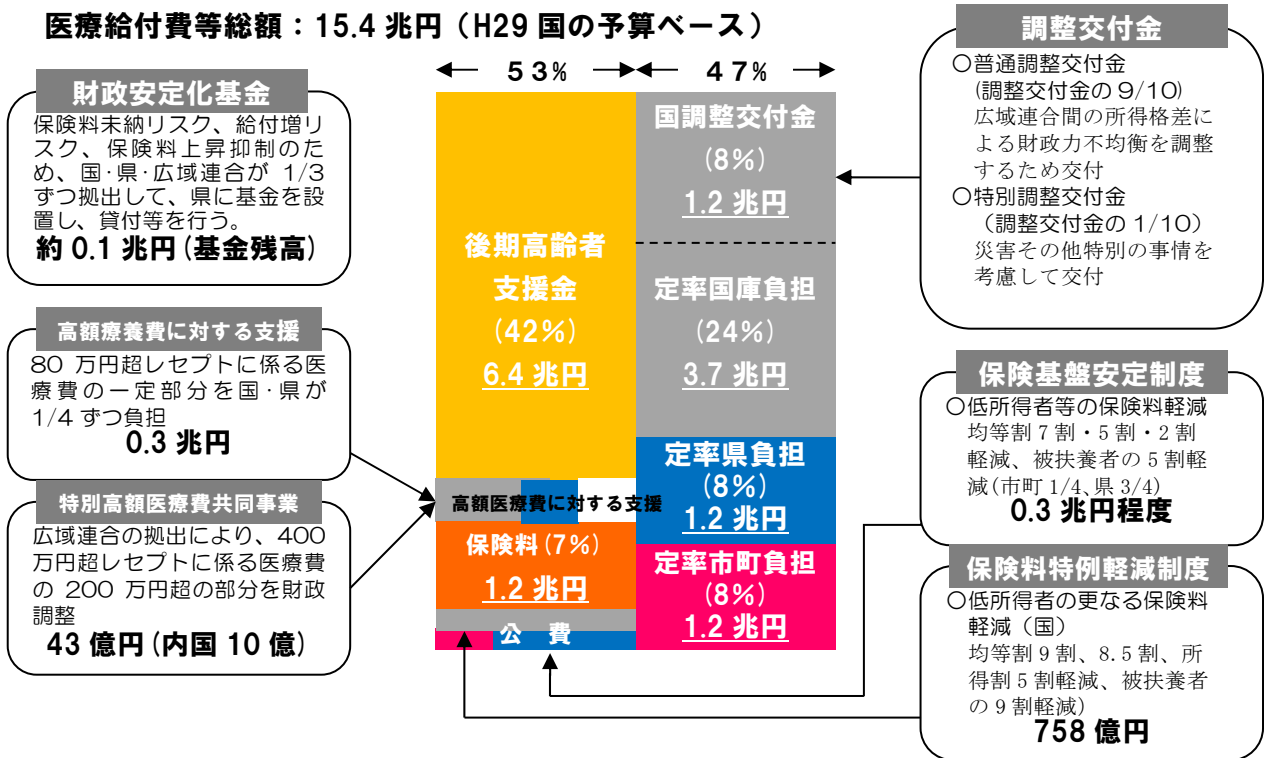 医療給付費等総額：15.4 兆円（H29 国の予算ベース）
財政安定化基金
保険料未納リスク、給付増リ
スク、保険料上昇抑制のた
め、国・県・広域連合が 1/3
ずつ拠出して、県に基金を設
置し、貸付等を行う。
約 0.1 兆円(基金残高)
高額療養費に対する支援
80 万円超レセプトに係る医
療費の一定部分を国・県が
1/4 ずつ負担
0.3 兆円
特別高額医療費共同事業
広域連合の拠出により、400
万円超レセプトに係る医療費
の 200 万円超の部分を財政
調整
43 億円(内国 10 億)
５３%
４７%
後期高齢者
支援金
(42%)
6.4 兆円
高額医療費に対する支援
保険料(7%)
1.2 兆円
公　費
国調整交付金
(8%)
1.2 兆円
定率国庫負担
(24%)
3.7 兆円
定率県負担
(8%)
1.2 兆円
定率市町負担
(8%)
1.2 兆円
調整交付金
○普通調整交付金
(調整交付金の 9/10)
広域連合間の所得格差に
よる財政力不均衡を調整
するため交付
○特別調整交付金
（調整交付金の 1/10）
災害その他特別の事情を
考慮して交付
保険基盤安定制度
○低所得者等の保険料軽減
均等割 7 割・5 割・2 割
軽減、被扶養者の 5 割軽
減(市町 1/4、県 3/4)
0.3 兆円程度
保険料特例軽減制度
○低所得者の更なる保険料
軽減（国）
均等割 9 割、8.5 割、所
得割 5 割軽減、被扶養者
の 9 割軽減)
758 億円